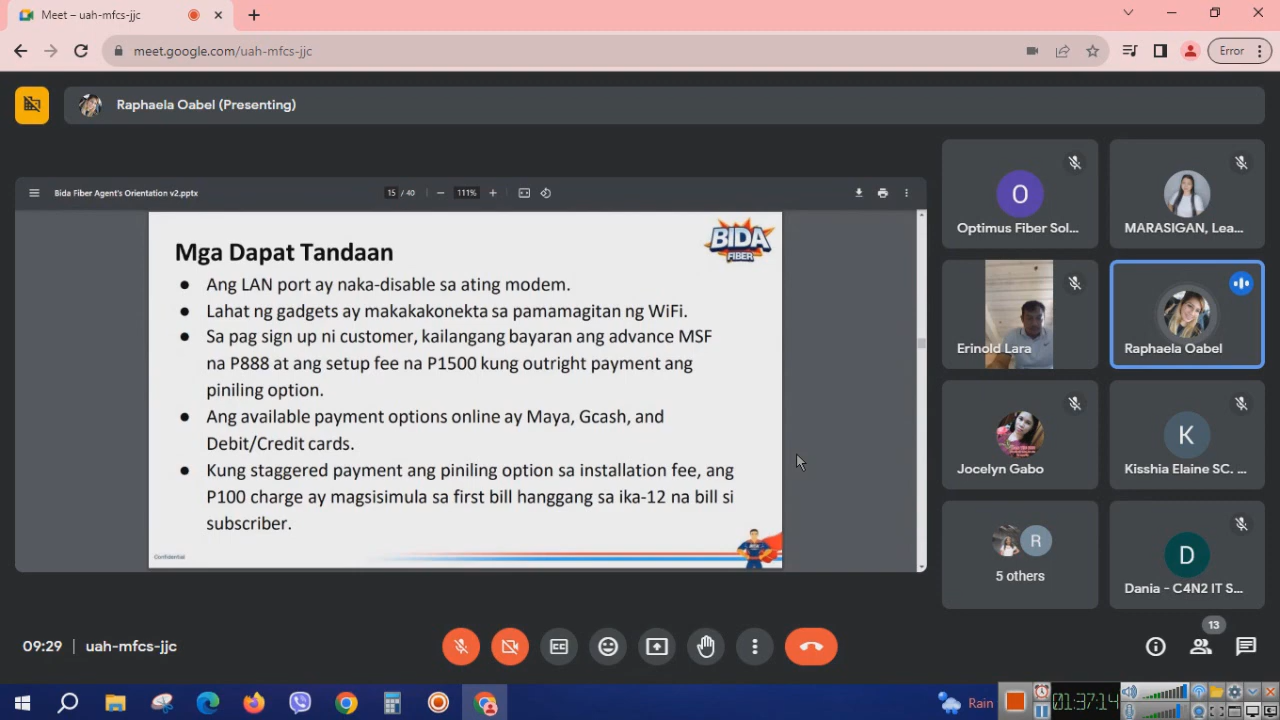 Meet – uah-mfcs-jjc
meet.google.com/uah-mfcs-jjc
Error
Raphaela Oabel (Presenting)
Bida Fiber Agent's Orientation v2.pptx
15 / 40
111%
BIDA
FIBER
Mga Dapat Tandaan
● Ang LAN port ay naka-disable sa ating modem.
● Lahat ng gadgets ay makakakonekta sa pamamagitan ng WiFi.
● Sa pag sign up ni customer, kailangang bayaran ang advance MSF
na P888 at ang setup fee na P1500 kung outright payment ang
piniling option.
● Ang available payment options online ay Maya, Gcash, and
Debit/Credit cards.
● Kung staggered payment ang piniling option sa installation fee, ang
P100 charge ay magsisimula sa first bill hanggang sa ika-12 na bill si
subscriber.
Confidential
O
Optimus Fiber Sol...
MARASIGAN, Lea...
Erinold Lara
Raphaela Oabel
Jocelyn Gabo
K
Kisshia Elaine SC. ...
R
5 others
D
Dania - C4N2 IT S...
09:29
uah-mfcs-jjc
13
Rain
01:37:14